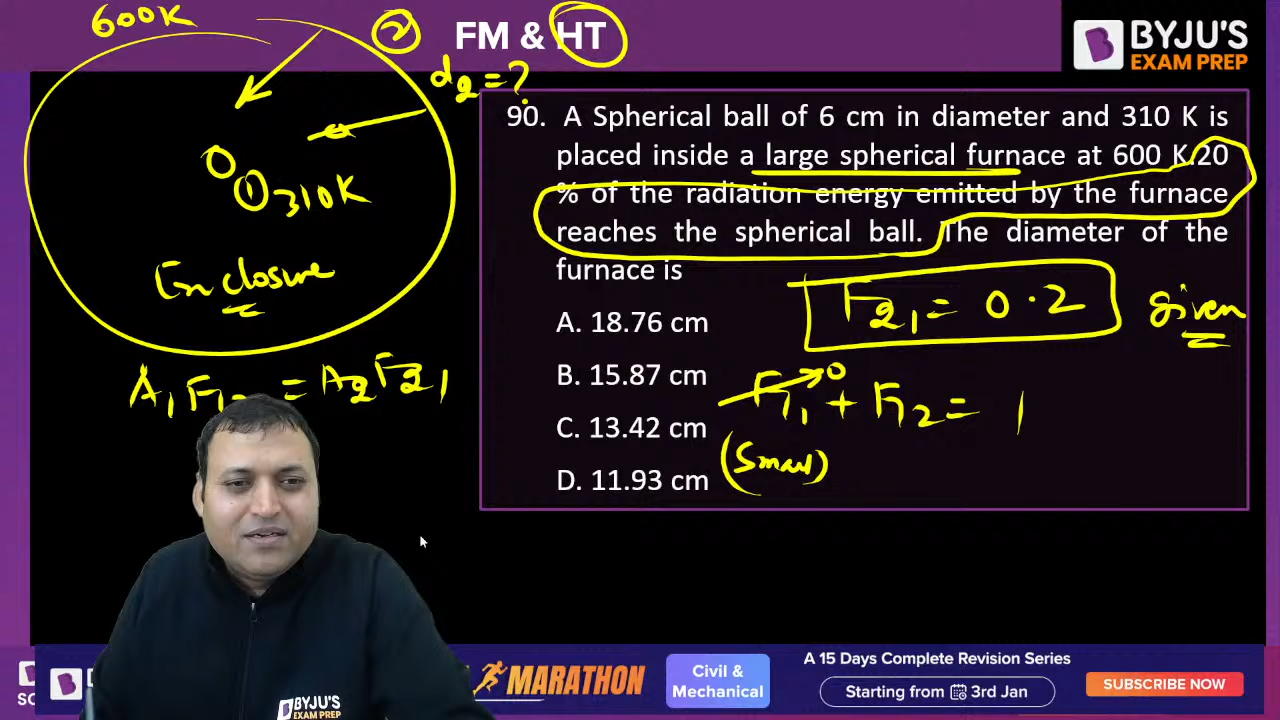 600K
②
FM & HT
BYJU'S
EXAM PREP
d2 = ?
90. A Spherical ball of 6 cm in diameter and 310 K is
placed inside a large spherical furnace at 600 K. 20
% of the radiation energy emitted by the furnace
reaches the spherical ball. The diameter of the
furnace is
① 310K
Enclosure
F21 = 0.2 given
A. 18.76 cm
B. 15.87 cm
C. 13.42 cm
D. 11.93 cm
A1 F12 = A2 F21
F11 → 0 + F12 = 1
(Small)
BYJU'S
EXAM PREP
MARATHON
Civil &
Mechanical
A 15 Days Complete Revision Series
Starting from 3rd Jan
SUBSCRIBE NOW